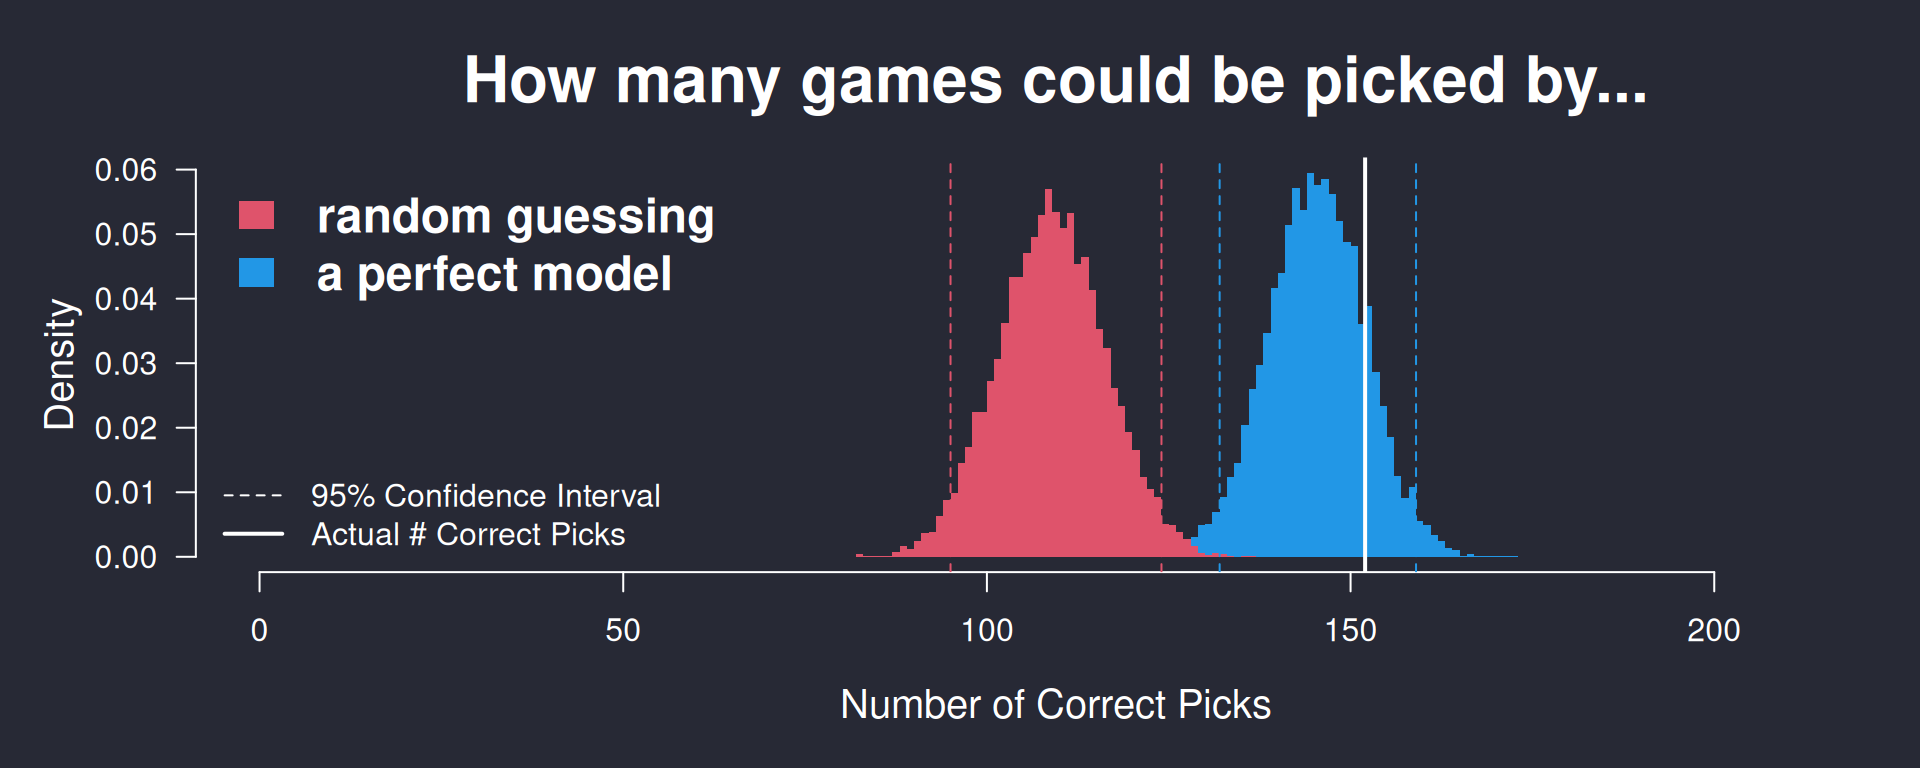 How many games could be picked by...
0.06
0.05
0.04
0.03
0.02
0.01
0.00
Density
random guessing
a perfect model
95% Confidence Interval
Actual # Correct Picks
0 50 100 150 200
Number of Correct Picks